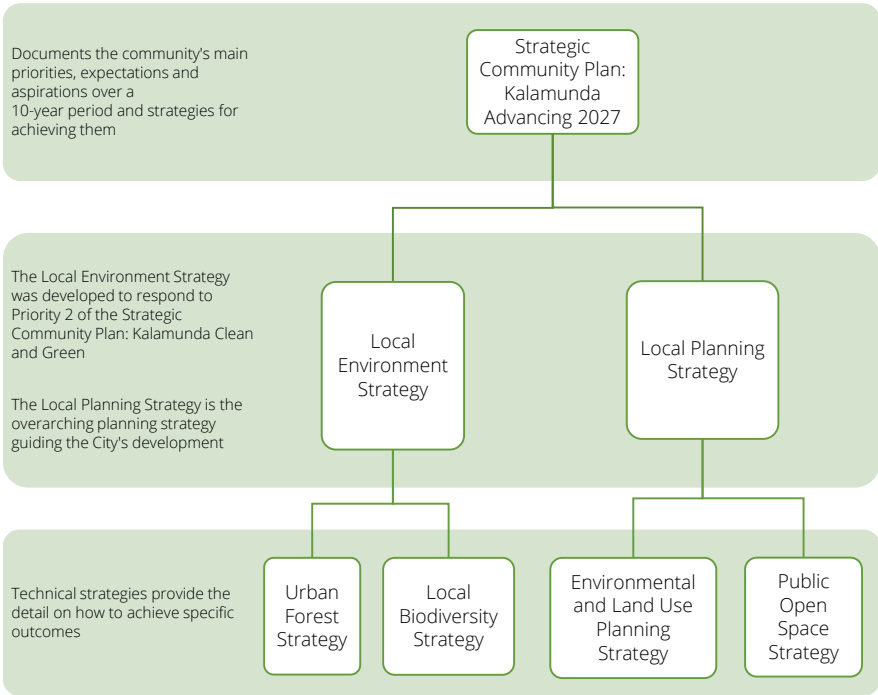 Documents the community's main
priorities, expectations and
aspirations over a
10-year period and strategies for
achieving them
Strategic
Community Plan:
Kalamunda
Advancing 2027
The Local Environment Strategy
was developed to respond to
Priority 2 of the Strategic
Community Plan: Kalamunda Clean
and Green
The Local Planning Strategy is the
overarching planning strategy
guiding the City's development
Local
Environment
Strategy
Local Planning
Strategy
Technical strategies provide the
detail on how to achieve specific
outcomes
Urban
Forest
Strategy
Local
Biodiversity
Strategy
Environmental
and Land Use
Planning
Strategy
Public
Open
Space
Strategy